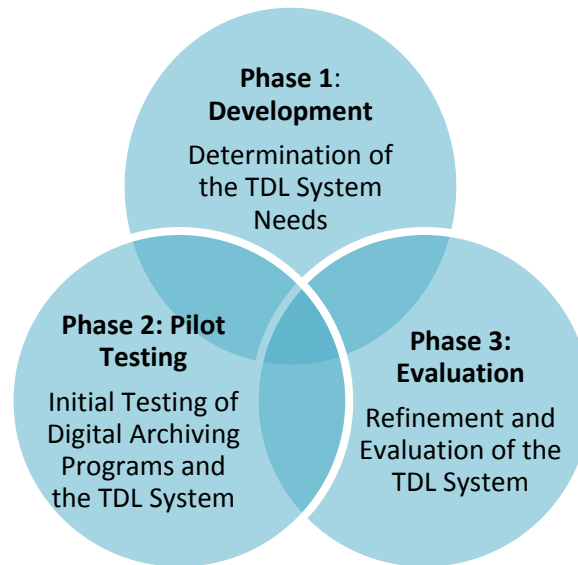 Phase 1:
Development
Determination of
the TDL System
Needs
Phase 2: Pilot
Testing
Initial Testing of
Digital Archiving
Programs and
the TDL System
Phase 3:
Evaluation
Refinement and
Evaluation of the
TDL System